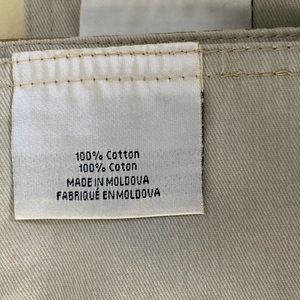 100% Cotton
100% Coton
MADE IN MOLDOVA
FABRIQUÉ EN MOLDOVA